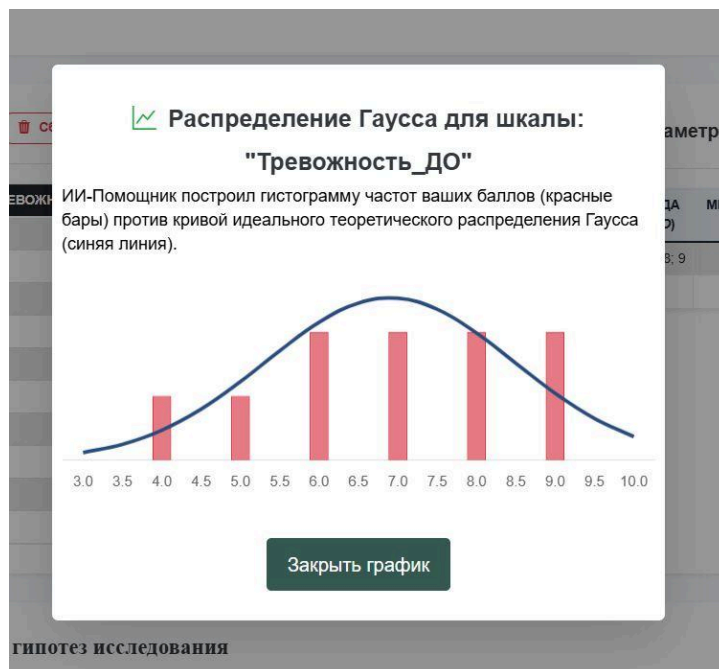 Распределение Гаусса для шкалы:
"Тревожность_ДО"
ИИ-Помощник построил гистограмму частот ваших баллов (красные
бары) против кривой идеального теоретического распределения Гаусса
(синяя линия).
3.0 3.5 4.0 4.5 5.0 5.5 6.0 6.5 7.0 7.5 8.0 8.5 9.0 9.5 10.0
Закрыть график
гипотез исследования